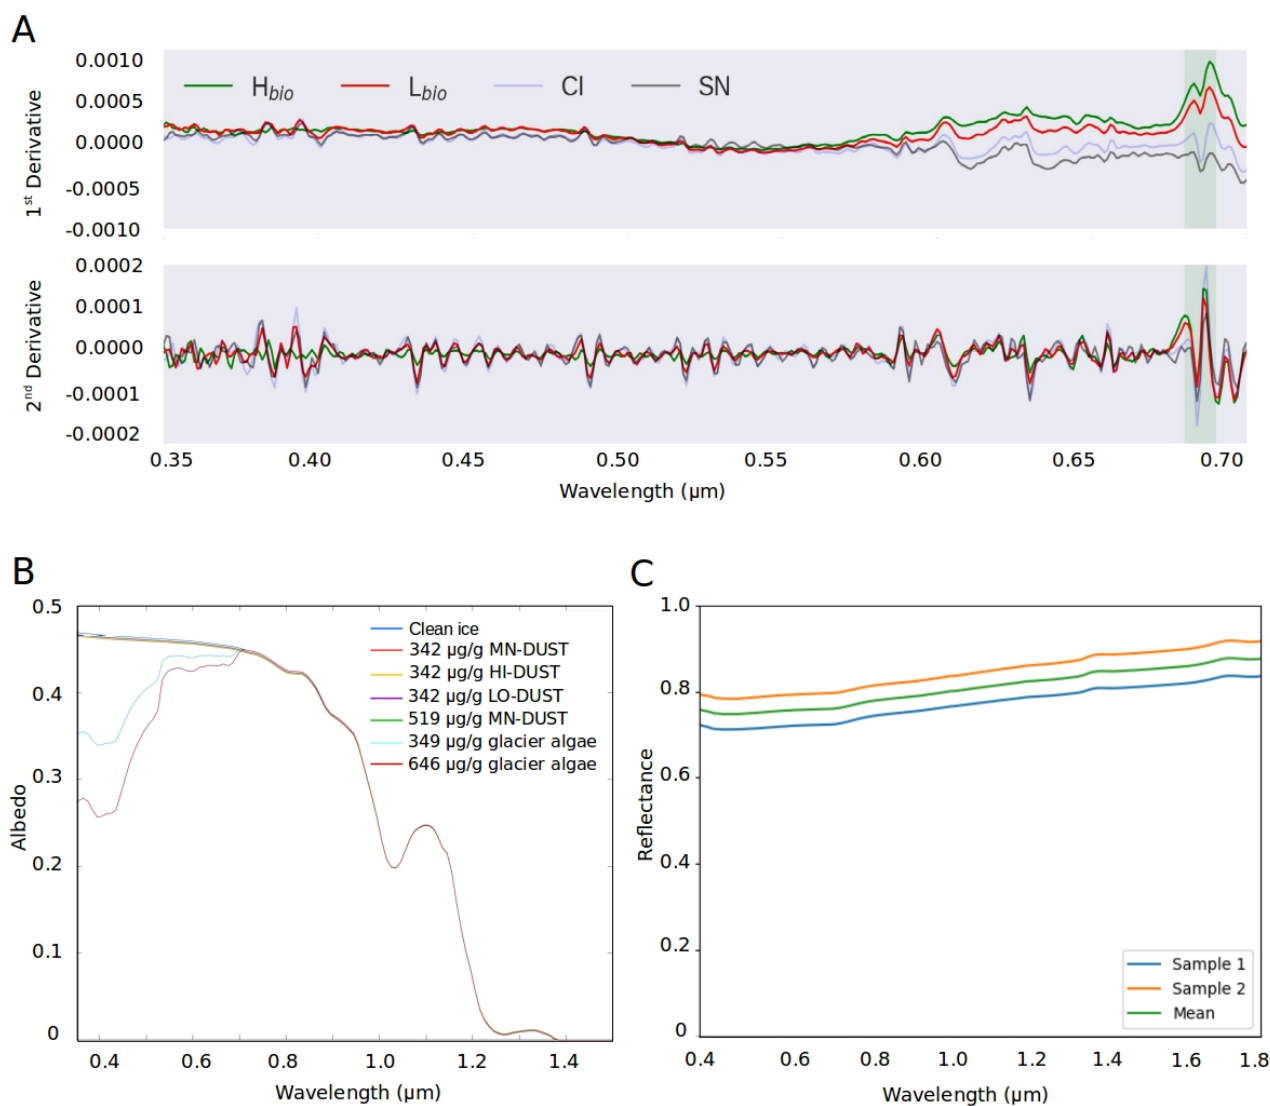 A
0.0010
0.0005
0.0000
-0.0005
-0.0010
1st Derivative
Hbio Lbio CI SN
0.0002
0.0001
0.0000
-0.0001
-0.0002
2nd Derivative
0.35 0.40 0.45 0.50 0.55 0.60 0.65 0.70
Wavelength (µm)
B
0.5
0.4
0.3
0.2
0.1
0
Albedo
Clean ice
342 µg/g MN-DUST
342 µg/g HI-DUST
342 µg/g LO-DUST
519 µg/g MN-DUST
349 µg/g glacier algae
646 µg/g glacier algae
0.4 0.6 0.8 1.0 1.2 1.4
Wavelength (µm)
C
1.0
0.8
0.6
0.4
0.2
0
Reflectance
Sample 1
Sample 2
Mean
0.4 0.6 0.8 1.0 1.2 1.4 1.6 1.8
Wavelength (µm)